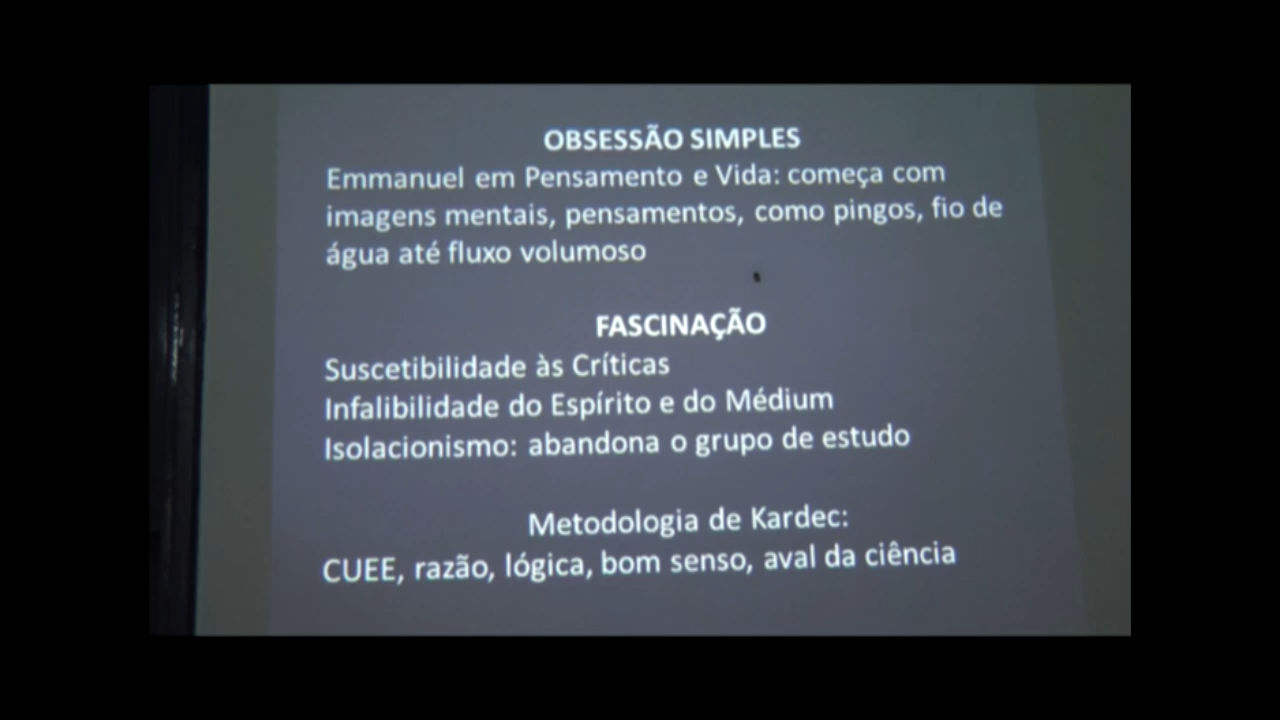 OBSESSÃO SIMPLES
Emmanuel em Pensamento e Vida: começa com
imagens mentais, pensamentos, como pingos, fio de
água até fluxo volumoso
FASCINAÇÃO
Suscetibilidade às Críticas
Infalibilidade do Espírito e do Médium
Isolacionismo: abandona o grupo de estudo
Metodologia de Kardec:
CUEE, razão, lógica, bom senso, aval da ciência